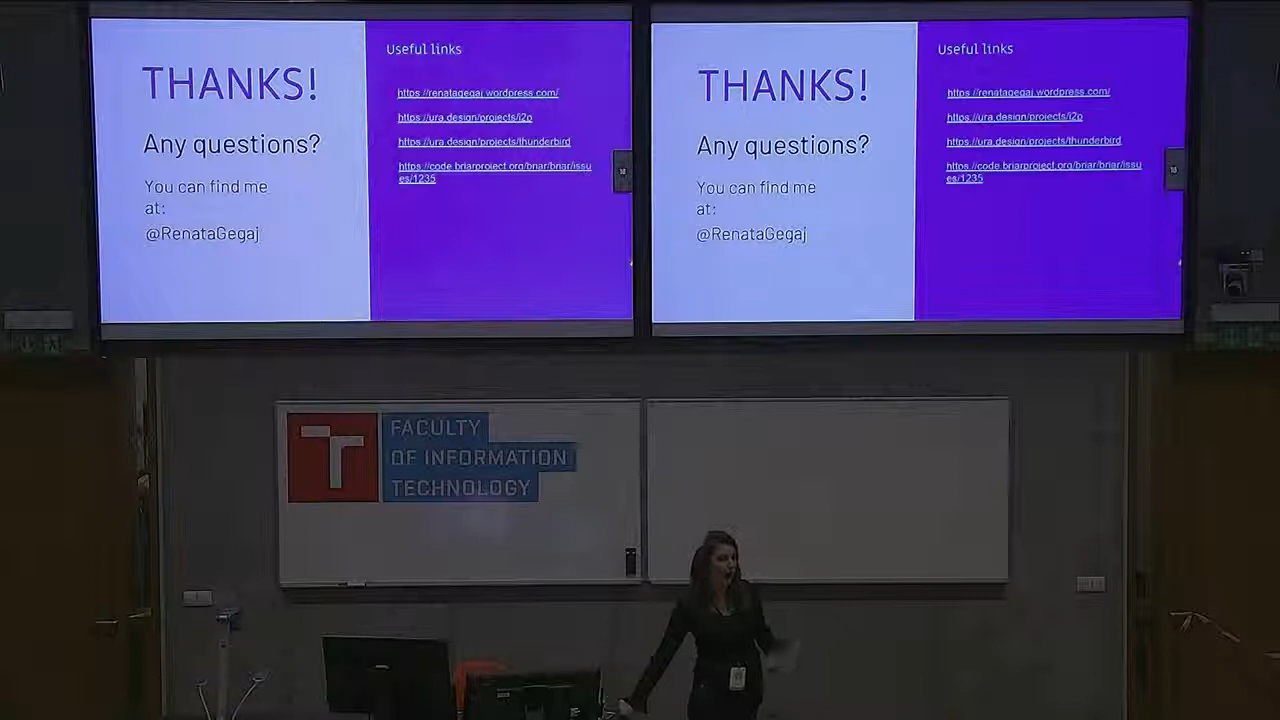 THANKS!
Any questions?
You can find me
at:
@RenataGegaj
Useful links
https://renatagegaj.wordpress.com/
https://ura.design/projects/i2p
https://ura.design/projects/thunderbird
https://code.briarproject.org/briar/briar/issu
es/1235
18
THANKS!
Any questions?
You can find me
at:
@RenataGegaj
Useful links
https://renatagegaj.wordpress.com/
https://ura.design/projects/i2p
https://ura.design/projects/thunderbird
https://code.briarproject.org/briar/briar/issu
es/1235
18
FACULTY
OF INFORMATION
TECHNOLOGY